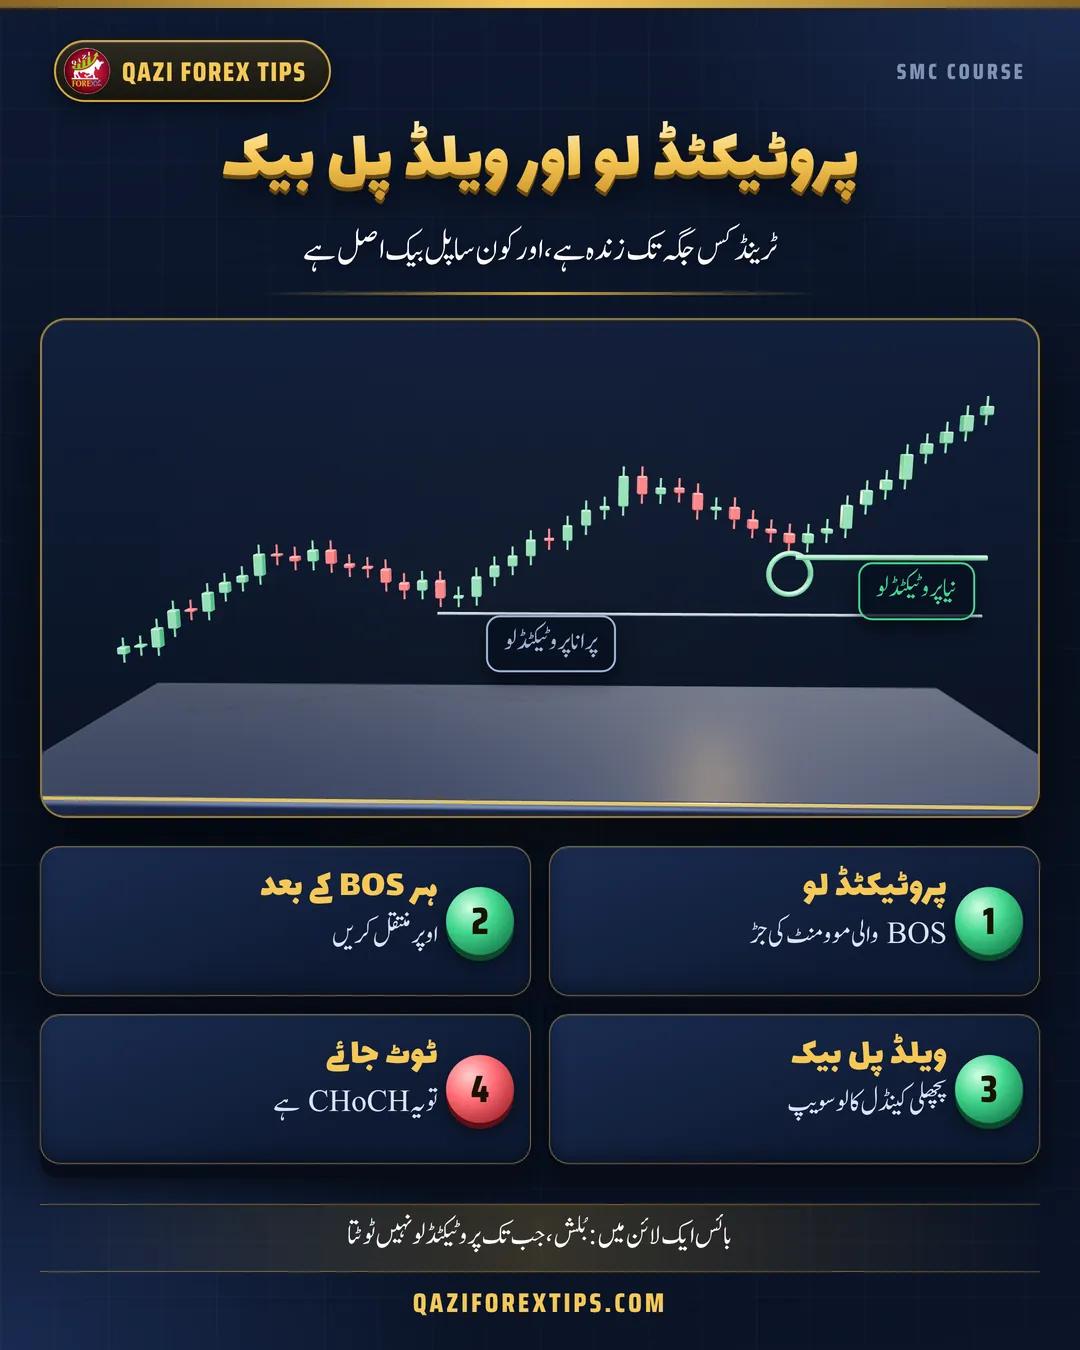 QAZI FOREX TIPS
SMC COURSE
پروٹیکٹڈ لو اور ویلڈ پل بیک
ٹرینڈ کس جگہ تک زندہ ہے، اور کون سا پل بیک اصل ہے
نیا پروٹیکٹڈ لو
پرانا پروٹیکٹڈ لو
1
پروٹیکٹڈ لو
BOS والی موومنٹ کی جڑ
2
ہر BOS کے بعد
اوپر منتقل کریں
3
ویلڈ پل بیک
پچھلی کینڈل کا لو سویپ
4
ٹوٹ جائے
تو یہ CHoCH ہے
بائس ایک لائن میں: بُلش، جب تک پروٹیکٹڈ لو نہیں ٹوٹتا
QAZIFOREXTIPS.COM